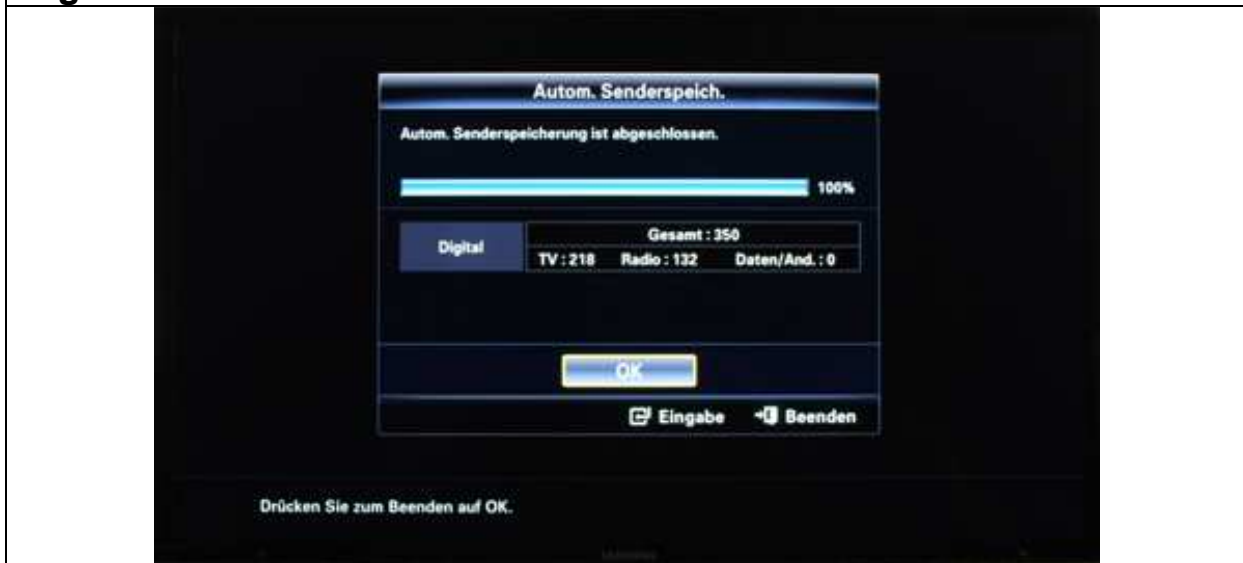 Autom. Senderspeich.
Autom. Senderspeicherung ist abgeschlossen.
100%
Digital
Gesamt : 350
TV : 218 Radio : 132 Daten/And. : 0
OK
Eingabe Beenden
Drücken Sie zum Beenden auf OK.